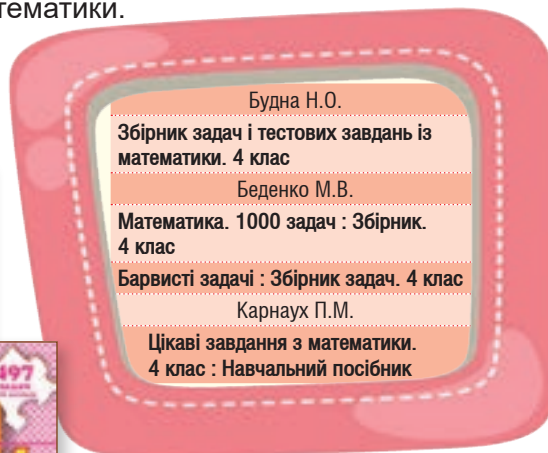 тематики.
Будна Н.О.
Збірник задач і тестових завдань із
математики. 4 клас
Беденко М.В.
Математика. 1000 задач : Збірник.
4 клас
Барвисті задачі : Збірник задач. 4 клас
Карнаух П.М.
Цікаві завдання з математики.
4 клас : Навчальний посібник
497